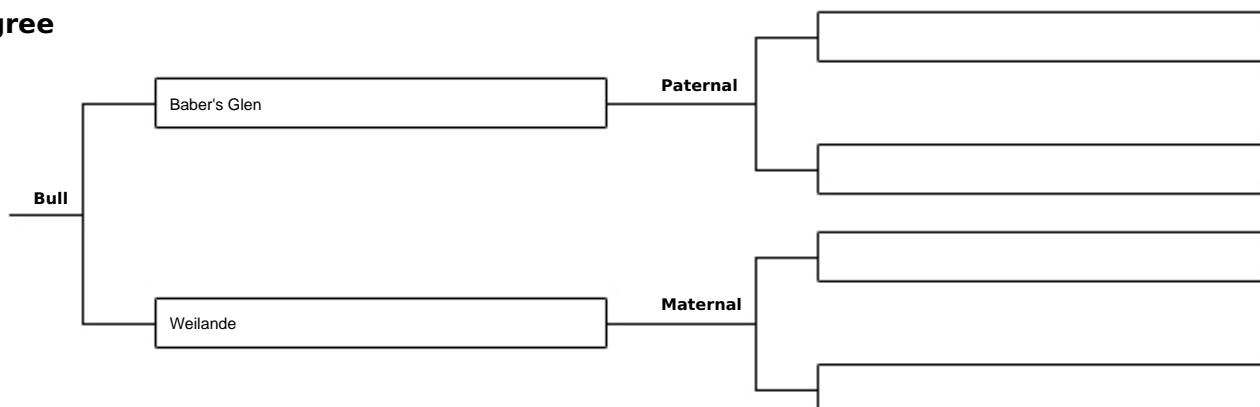 gree
Paternal
Baber's Glen
Bull
Maternal
Weilande